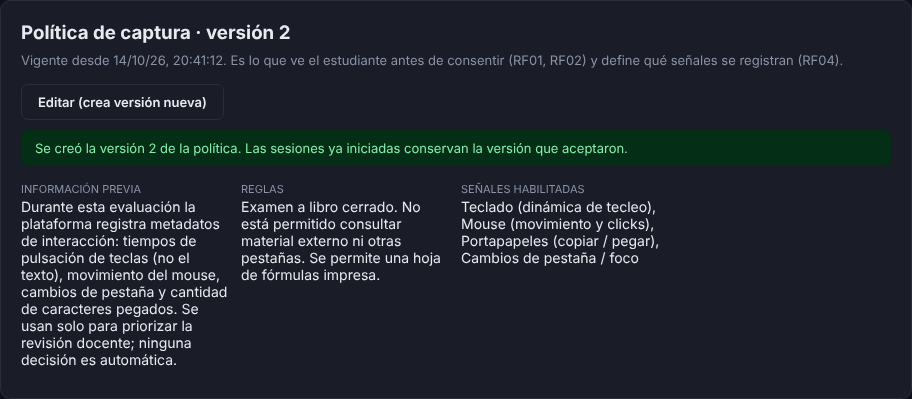 Política de captura · versión 2
Vigente desde 14/10/26, 20:41:12. Es lo que ve el estudiante antes de consentir (RF01, RF02) y define qué señales se registran (RF04).
Editar (crea versión nueva)
Se creó la versión 2 de la política. Las sesiones ya iniciadas conservan la versión que aceptaron.
INFORMACIÓN PREVIA
Durante esta evaluación la
plataforma registra metadatos
de interacción: tiempos de
pulsación de teclas (no el
texto), movimiento del mouse,
cambios de pestaña y cantidad
de caracteres pegados. Se
usan solo para priorizar la
revisión docente; ninguna
decisión es automática.
REGLAS
Examen a libro cerrado. No
está permitido consultar
material externo ni otras
pestañas. Se permite una hoja
de fórmulas impresa.
SEÑALES HABILITADAS
Teclado (dinámica de tecleo),
Mouse (movimiento y clicks),
Portapapeles (copiar / pegar),
Cambios de pestaña / foco